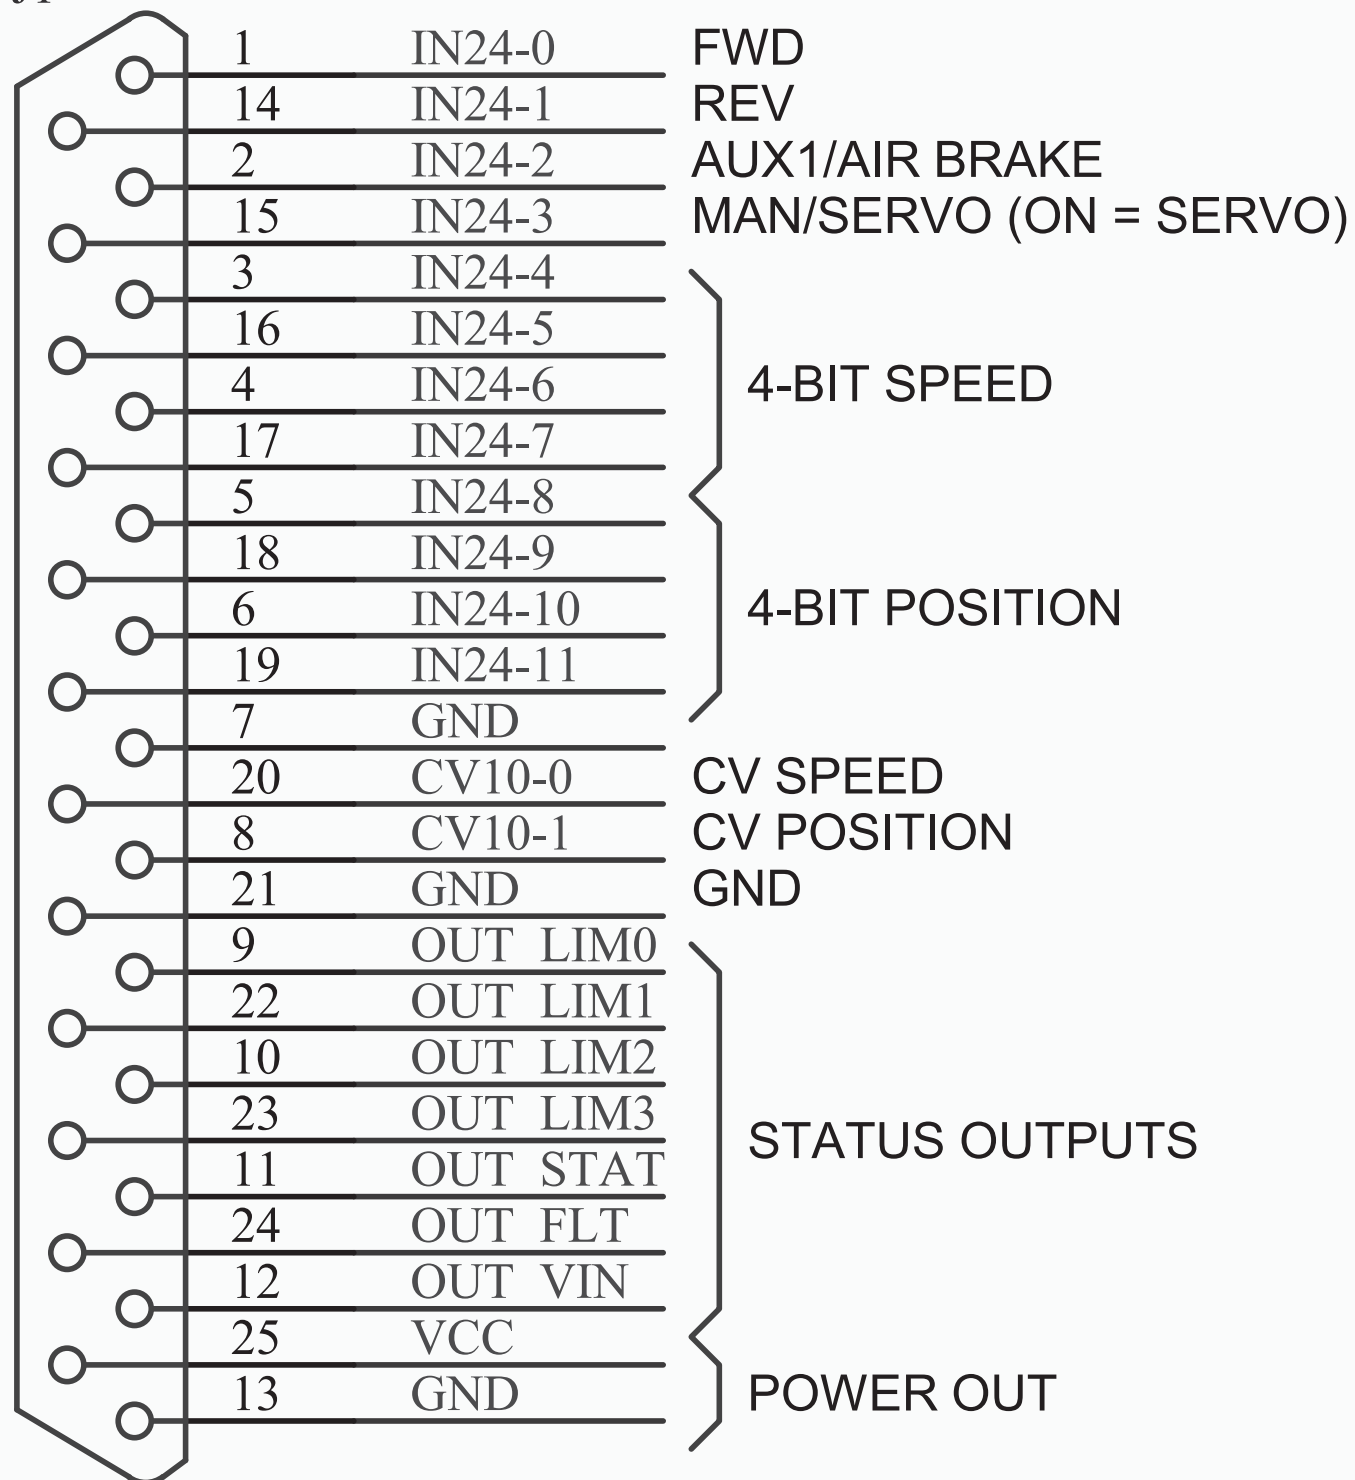 1 IN24-0 FWD
14 IN24-1 REV
2 IN24-2 AUX1/AIR BRAKE
15 IN24-3 MAN/SERVO (ON = SERVO)
3 IN24-4
16 IN24-5
4 IN24-6 4-BIT SPEED
17 IN24-7
5 IN24-8
18 IN24-9
6 IN24-10 4-BIT POSITION
19 IN24-11
7 GND
20 CV10-0 CV SPEED
8 CV10-1 CV POSITION
21 GND GND
9 OUT LIM0
22 OUT LIM1
10 OUT LIM2
23 OUT LIM3 STATUS OUTPUTS
11 OUT STAT
24 OUT FLT
12 OUT VIN
25 VCC
13 GND POWER OUT